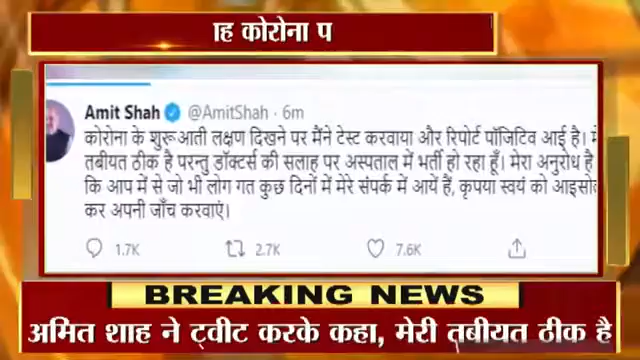 ाह कोरोना प
Amit Shah @AmitShah · 6m
कोरोना के शुरूआती लक्षण दिखने पर मैंने टेस्ट करवाया और रिपोर्ट पॉजिटिव आई है।
तबीयत ठीक है परन्तु डॉक्टर्स की सलाह पर अस्पताल में भर्ती हो रहा हूँ। मेरा अनुरोध है
कि आप में से जो भी लोग गत कुछ दिनों में मेरे संपर्क में आयें हैं, कृपया स्वयं को
कर अपनी जाँच करवाएं।
1.7K 2.7K 7.6K
BREAKING NEWS
अमित शाह ने ट्वीट करके कहा, मेरी तबीयत ठीक है